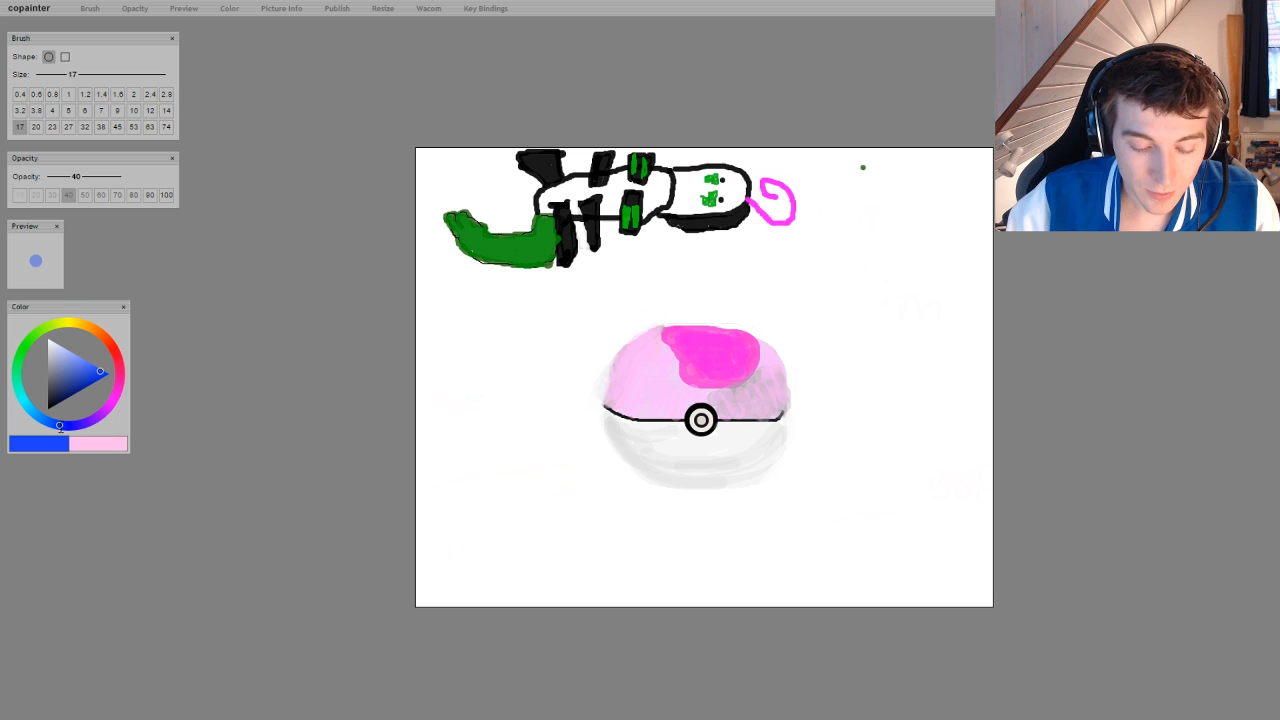 copainter Brush Opacity Preview Color Picture Info Publish Resize Wacom Key Bindings
Brush ×
Shape:
Size: 17
0.4 0.6 0.8 1 1.2 1.4 1.6 2 2.4 2.8
3.2 3.8 4 5 6 7 9 10 12 14
17 20 23 27 32 38 45 53 63 74
Opacity ×
Opacity: 40
10 20 30 40 50 60 70 80 90 100
Preview ×
Color ×